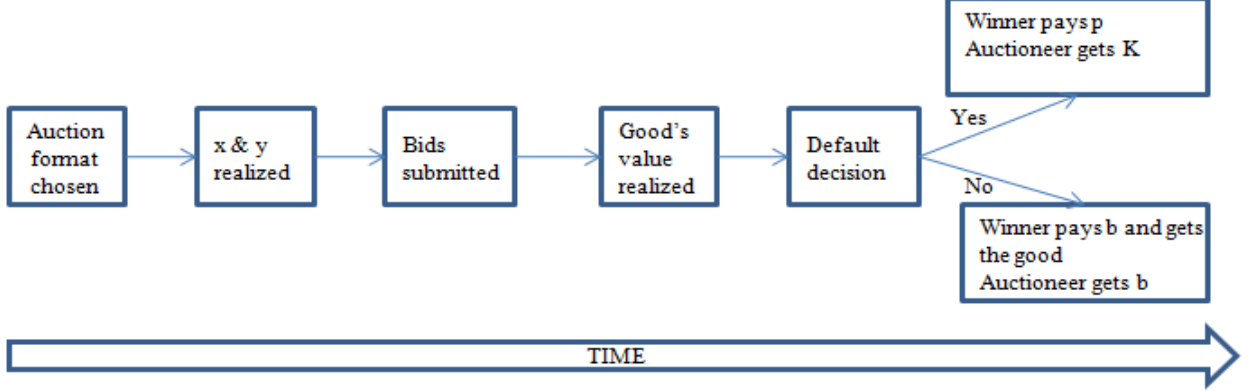 Auction
format
chosen
x & y
realized
Bids
submitted
Good's
value
realized
Default
decision
Yes
Winner pays p
Auctioneer gets K
No
Winner pays b and gets
the good
Auctioneer gets b
TIME